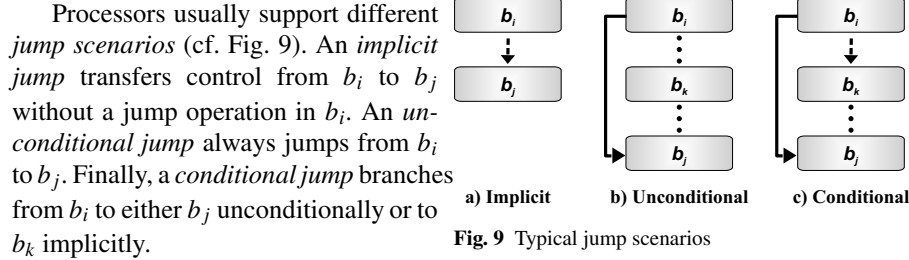 Processors usually support different
jump scenarios (cf. Fig. 9). An implicit
jump transfers control from b_i to b_j
without a jump operation in b_i. An un-
conditional jump always jumps from b_i
to b_j. Finally, a conditional jump branches
from b_i to either b_j unconditionally or to
b_k implicitly.
b_i
b_j
a) Implicit
b_i
b_k
b_j
b) Unconditional
b_i
b_k
b_j
c) Conditional
Fig. 9 Typical jump scenarios